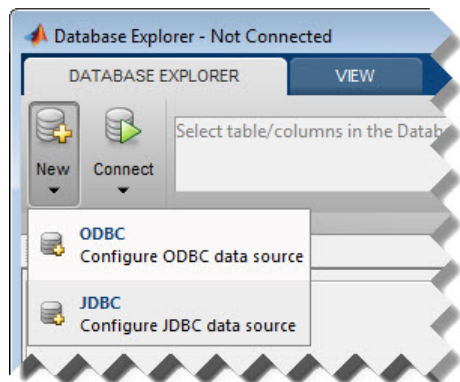 Database Explorer - Not Connected
DATABASE EXPLORER VIEW
Select table/columns in the Datab
New Connect
ODBC
Configure ODBC data source
JDBC
Configure JDBC data source